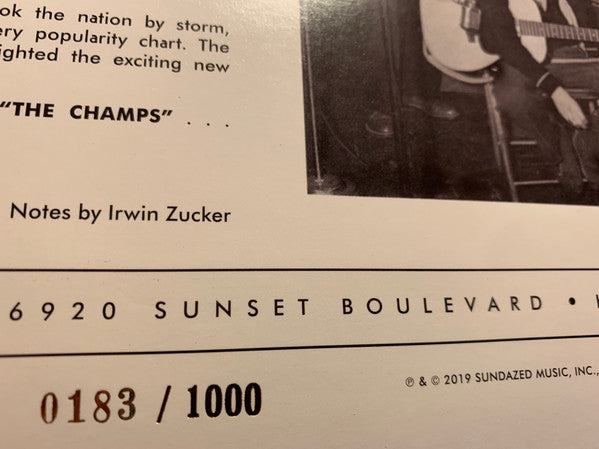 ok the nation by storm,
ery popularity chart. The
ighted the exciting new
"THE CHAMPS" . . .
Notes by Irwin Zucker
6920 SUNSET BOULEVARD •
℗ & © 2019 SUNDAZED MUSIC, INC.,
0183 / 1000